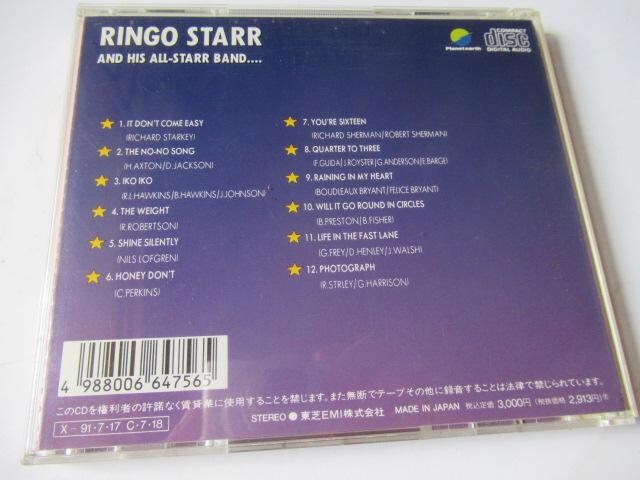 RINGO STARR
AND HIS ALL-STARR BAND....
Planet earth
COMPACT
disc
DIGITAL AUDIO
1. IT DON'T COME EASY
(RICHARD STARKEY)
2. THE NO-NO SONG
(H.AXTON/D.JACKSON)
3. IKO IKO
(R.L.HAWKINS/B.HAWKINS/J.JOHNSON)
4. THE WEIGHT
(R.ROBERTSON)
5. SHINE SILENTLY
(NILS LOFGREN)
6. HONEY DON'T
(C.PERKINS)
7. YOU'RE SIXTEEN
(RICHARD SHERMAN/ROBERT SHERMAN)
8. QUARTER TO THREE
(F.GUIDA/J.ROYSTER/G.ANDERSON/E.BARGE)
9. RAINING IN MY HEART
(BOUDLEAUX BRYANT/FELICE BRYANT)
10. WILL IT GO ROUND IN CIRCLES
(B.PRESTON/B.FISHER)
11. LIFE IN THE FAST LANE
(G.FREY/D.HENLEY/J.WALSH)
12. PHOTOGRAPH
(R.STRLEY/G.HARRISON)
4 988006 647565
このCDを権利者の許諾なく賃貸業に使用することを禁じます。また無断でテープその他に録音することは法律で禁じられています。
STEREO 東芝EMI株式会社 MADE IN JAPAN 税込定価 3,000円 (税抜価格 2,913円)
X-91・7・17 C・7・18